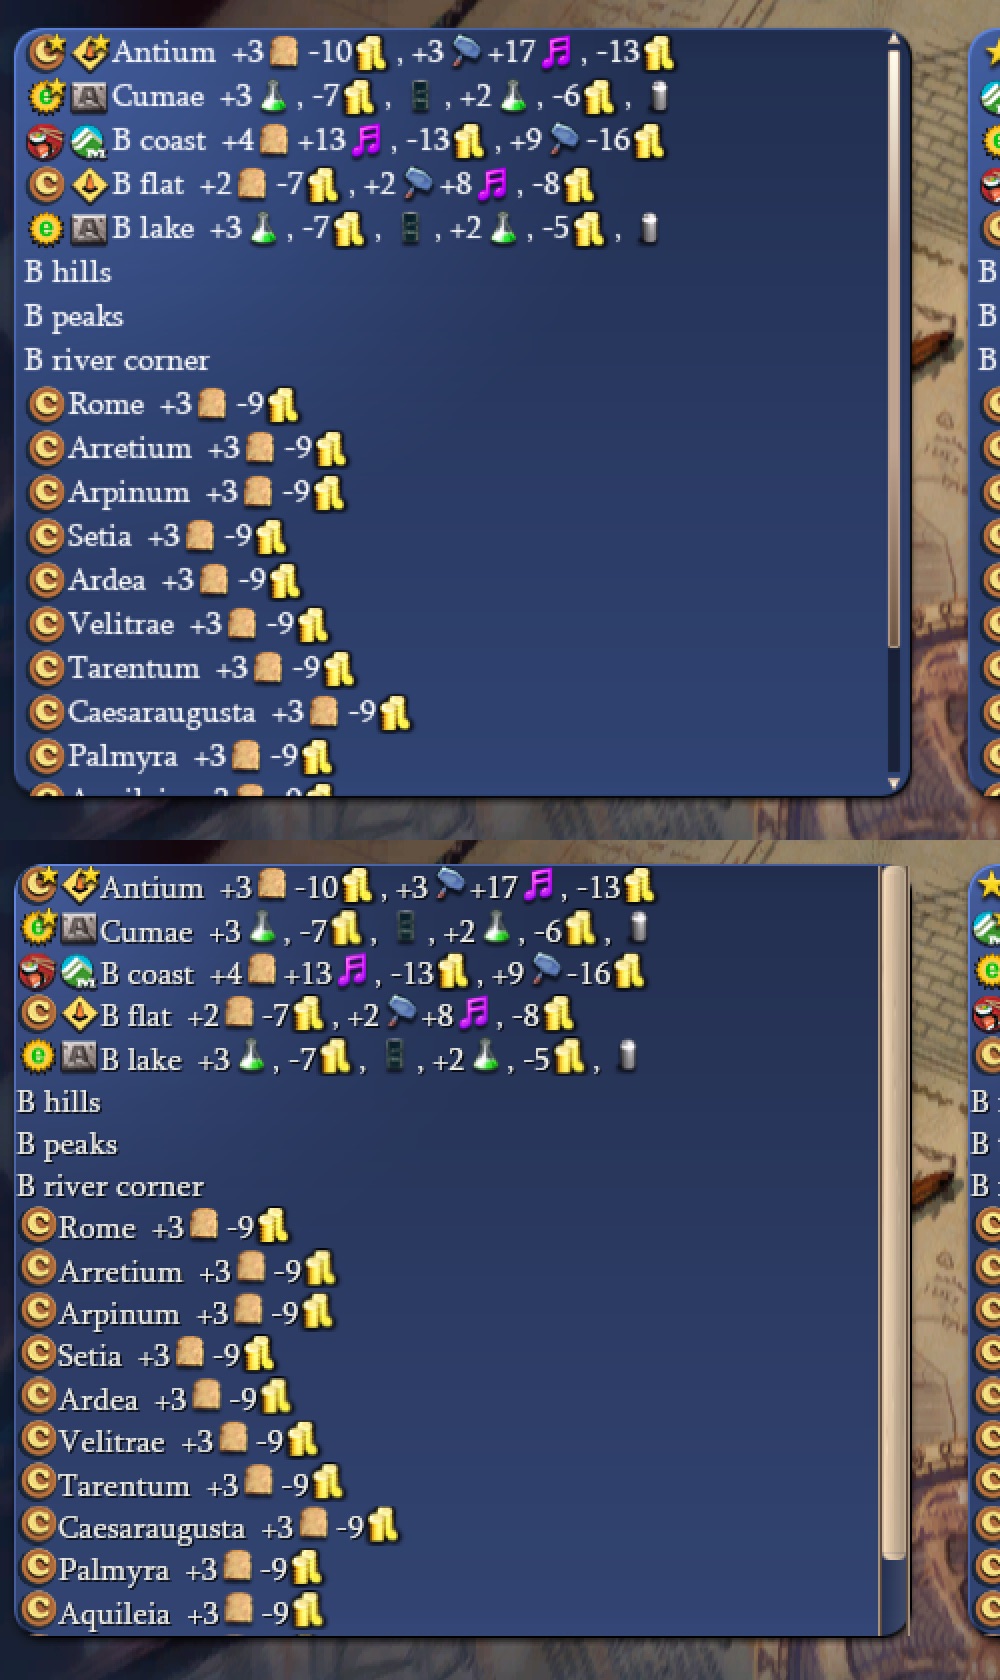 Antium +3 -10 , +3 +17 , -13
Cumae +3 , -7 , , +2 , -6 ,
B coast +4 +13 , -13 , +9 -16
B flat +2 -7 , +2 +8 , -8
B lake +3 , -7 , , +2 , -5 ,
B hills
B peaks
B river corner
Rome +3 -9
Arretium +3 -9
Arpinum +3 -9
Setia +3 -9
Ardea +3 -9
Velitrae +3 -9
Tarentum +3 -9
Caesaraugusta +3 -9
Palmyra +3 -9
B
B
B
Antium +3 -10 , +3 +17 , -13
Cumae +3 , -7 , , +2 , -6 ,
B coast +4 +13 , -13 , +9 -16
B flat +2 -7 , +2 +8 , -8
B lake +3 , -7 , , +2 , -5 ,
B hills
B peaks
B river corner
Rome +3 -9
Arretium +3 -9
Arpinum +3 -9
Setia +3 -9
Ardea +3 -9
Velitrae +3 -9
Tarentum +3 -9
Caesaraugusta +3 -9
Palmyra +3 -9
Aquileia +3 -9
B
B
B